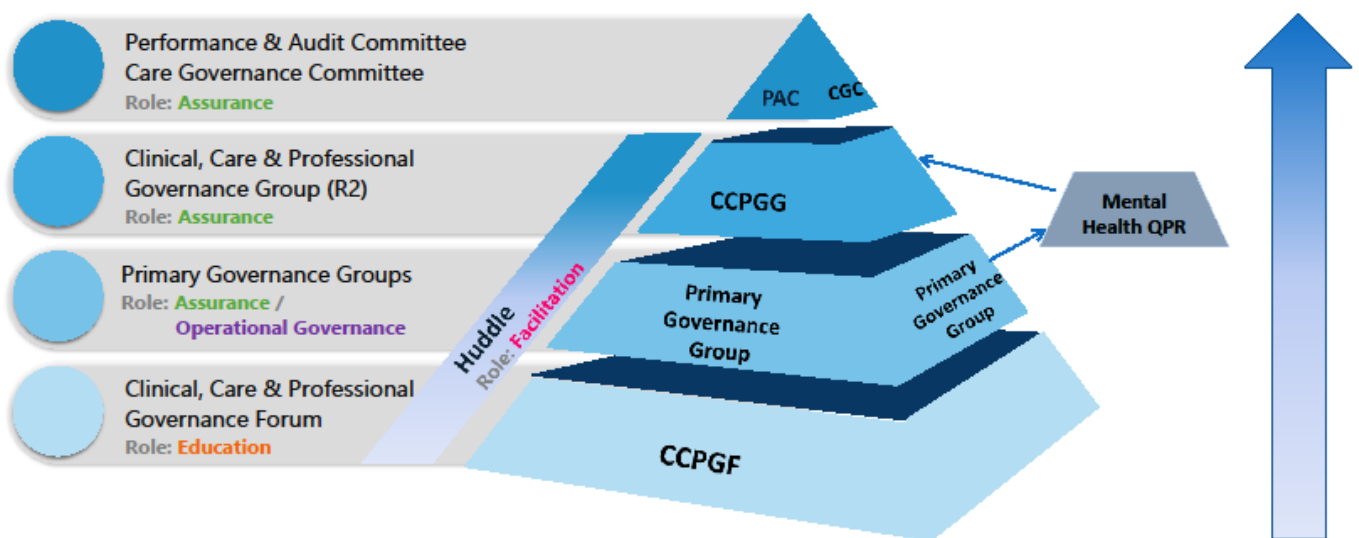 Performance & Audit Committee
Care Governance Committee
Role: Assurance
PAC
CGC
Clinical, Care & Professional
Governance Group (R2)
Role: Assurance
CCPGG
Mental
Health QPR
Primary Governance Groups
Role: Assurance /
Operational Governance
Huddle
Role: Facilitation
Primary
Governance
Group
Primary
Governance
Group
Clinical, Care & Professional
Governance Forum
Role: Education
CCPGF